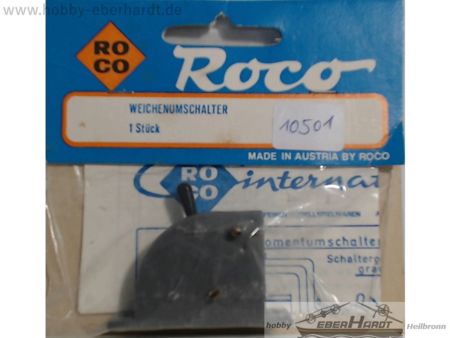 www.hobby-eberhardt.de
RO
CO
Roco
WEICHENUMSCHALTER
1 Stück
10501
MADE IN AUSTRIA BY ROCO
RO
CO
internat
omentumschalter
Schalter
hobby EBERHARDT Heilbronn